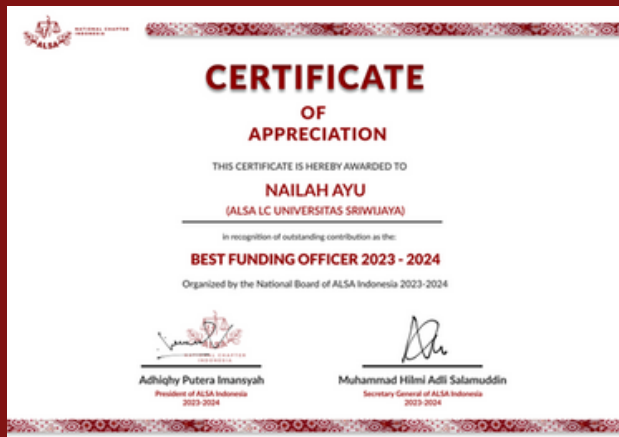 ALSA
NATIONAL CHAPTER
INDONESIA
CERTIFICATE
OF
APPRECIATION
THIS CERTIFICATE IS HEREBY AWARDED TO
NAILAH AYU
(ALSA LC UNIVERSITAS SRIWIJAYA)
in recognition of outstanding contribution as the:
BEST FUNDING OFFICER 2023 - 2024
Organized by the National Board of ALSA Indonesia 2023-2024
NATIONAL CHAPTER
INDONESIA
Adhiqhy Putera Imansyah
President of ALSA Indonesia
2023-2024
Muhammad Hilmi Adli Salamuddin
Secretary General of ALSA Indonesia
2023-2024